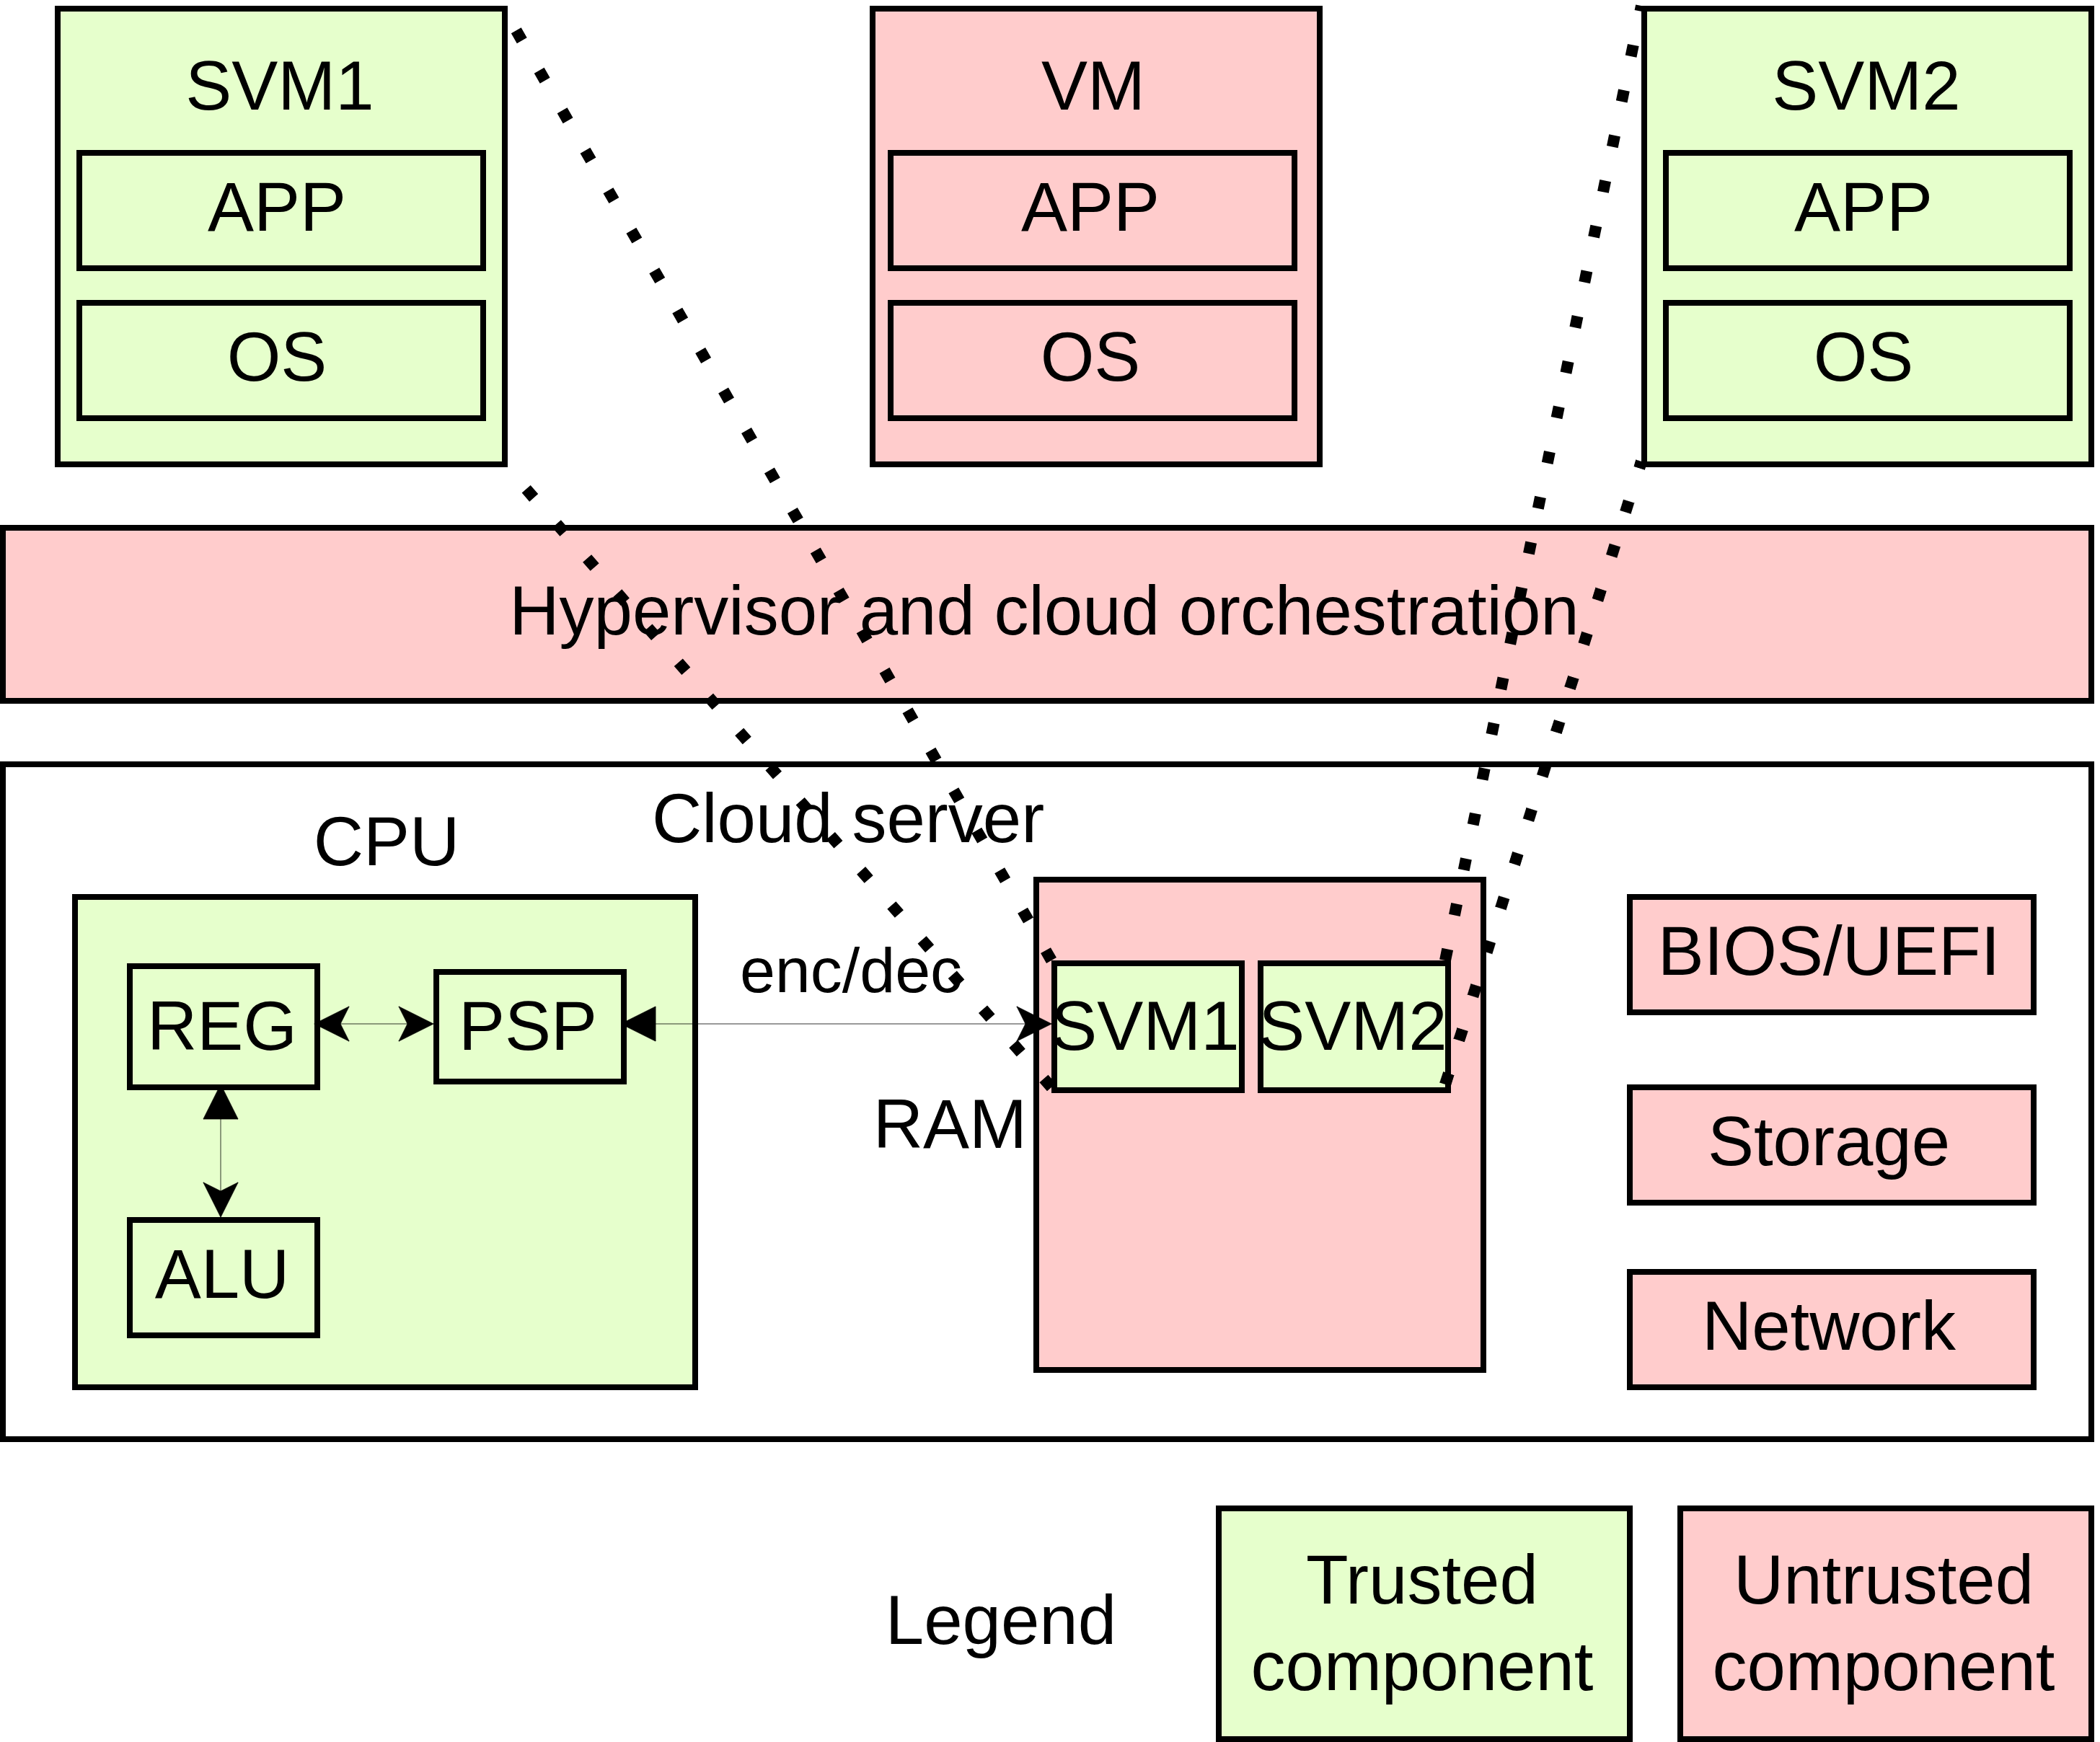 SVM1
APP
OS
VM
APP
OS
SVM2
APP
OS
Hypervisor and cloud orchestration
Cloud server
CPU
REG
PSP
ALU
enc/dec
RAM
SVM1
SVM2
BIOS/UEFI
Storage
Network
Legend
Trusted
component
Untrusted
component